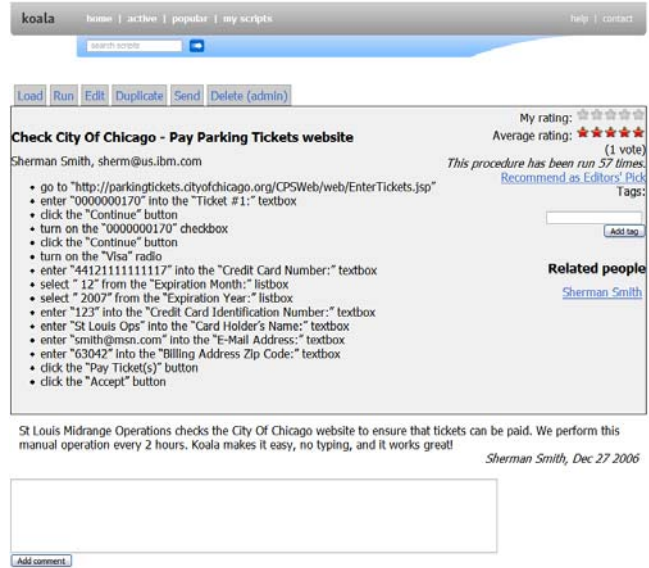 koala home | active | popular | my scripts help | contact
search scripts
Load Run Edit Duplicate Send Delete (admin)
My rating:
Check City Of Chicago - Pay Parking Tickets website
Average rating:
(1 vote)
Sherman Smith, sherm@us.ibm.com
This procedure has been run 57 times.
Recommend as Editors' Pick
Tags:
Add tag
Related people
Sherman Smith
• go to "http://parkingtickets.cityofchicago.org/CPSWeb/web/EnterTickets.jsp"
• enter "0000000170" into the "Ticket #1:" textbox
• click the "Continue" button
• turn on the "0000000170" checkbox
• click the "Continue" button
• turn on the "Visa" radio
• enter "44121111111117" into the "Credit Card Number:" textbox
• select " 12" from the "Expiration Month:" listbox
• select " 2007" from the "Expiration Year:" listbox
• enter "123" into the "Credit Card Identification Number:" textbox
• enter "St Louis Ops" into the "Card Holder's Name:" textbox
• enter "smith@msn.com" into the "E-Mail Address:" textbox
• enter "63042" into the "Billing Address Zip Code:" textbox
• click the "Pay Ticket(s)" button
• click the "Accept" button
St Louis Midrange Operations checks the City Of Chicago website to ensure that tickets can be paid. We perform this
manual operation every 2 hours. Koala makes it easy, no typing, and it works great!
Sherman Smith, Dec 27 2006
Add comment